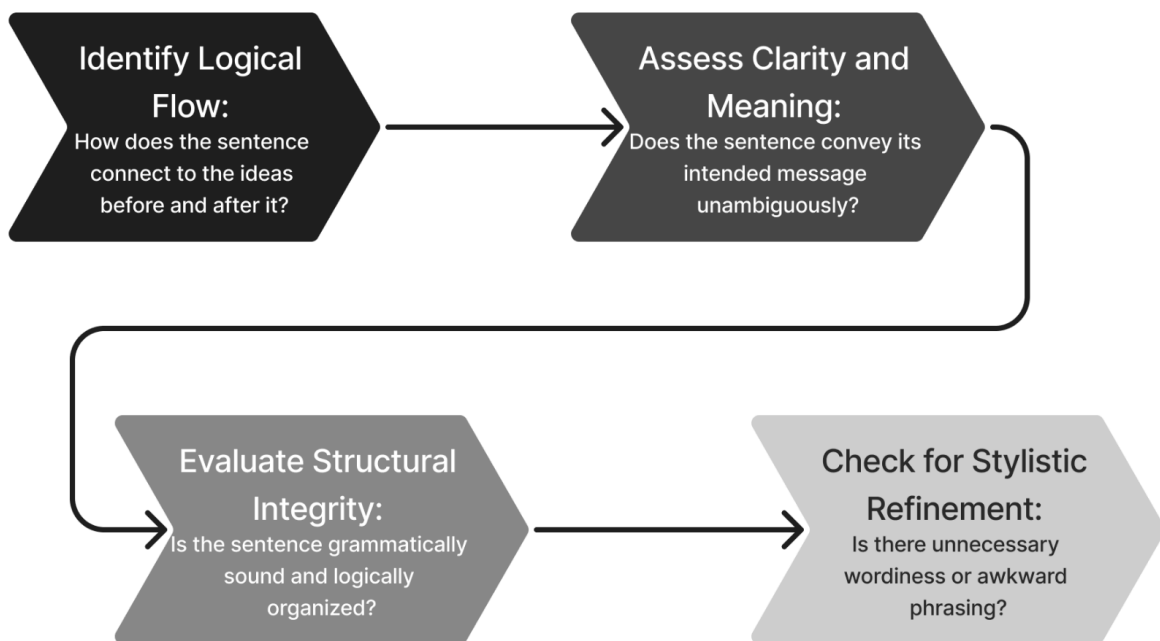 Identify Logical
Flow:
How does the sentence
connect to the ideas
before and after it?
Assess Clarity and
Meaning:
Does the sentence convey its
intended message
unambiguously?
Evaluate Structural
Integrity:
Is the sentence grammatically
sound and logically
organized?
Check for Stylistic
Refinement:
Is there unnecessary
wordiness or awkward
phrasing?